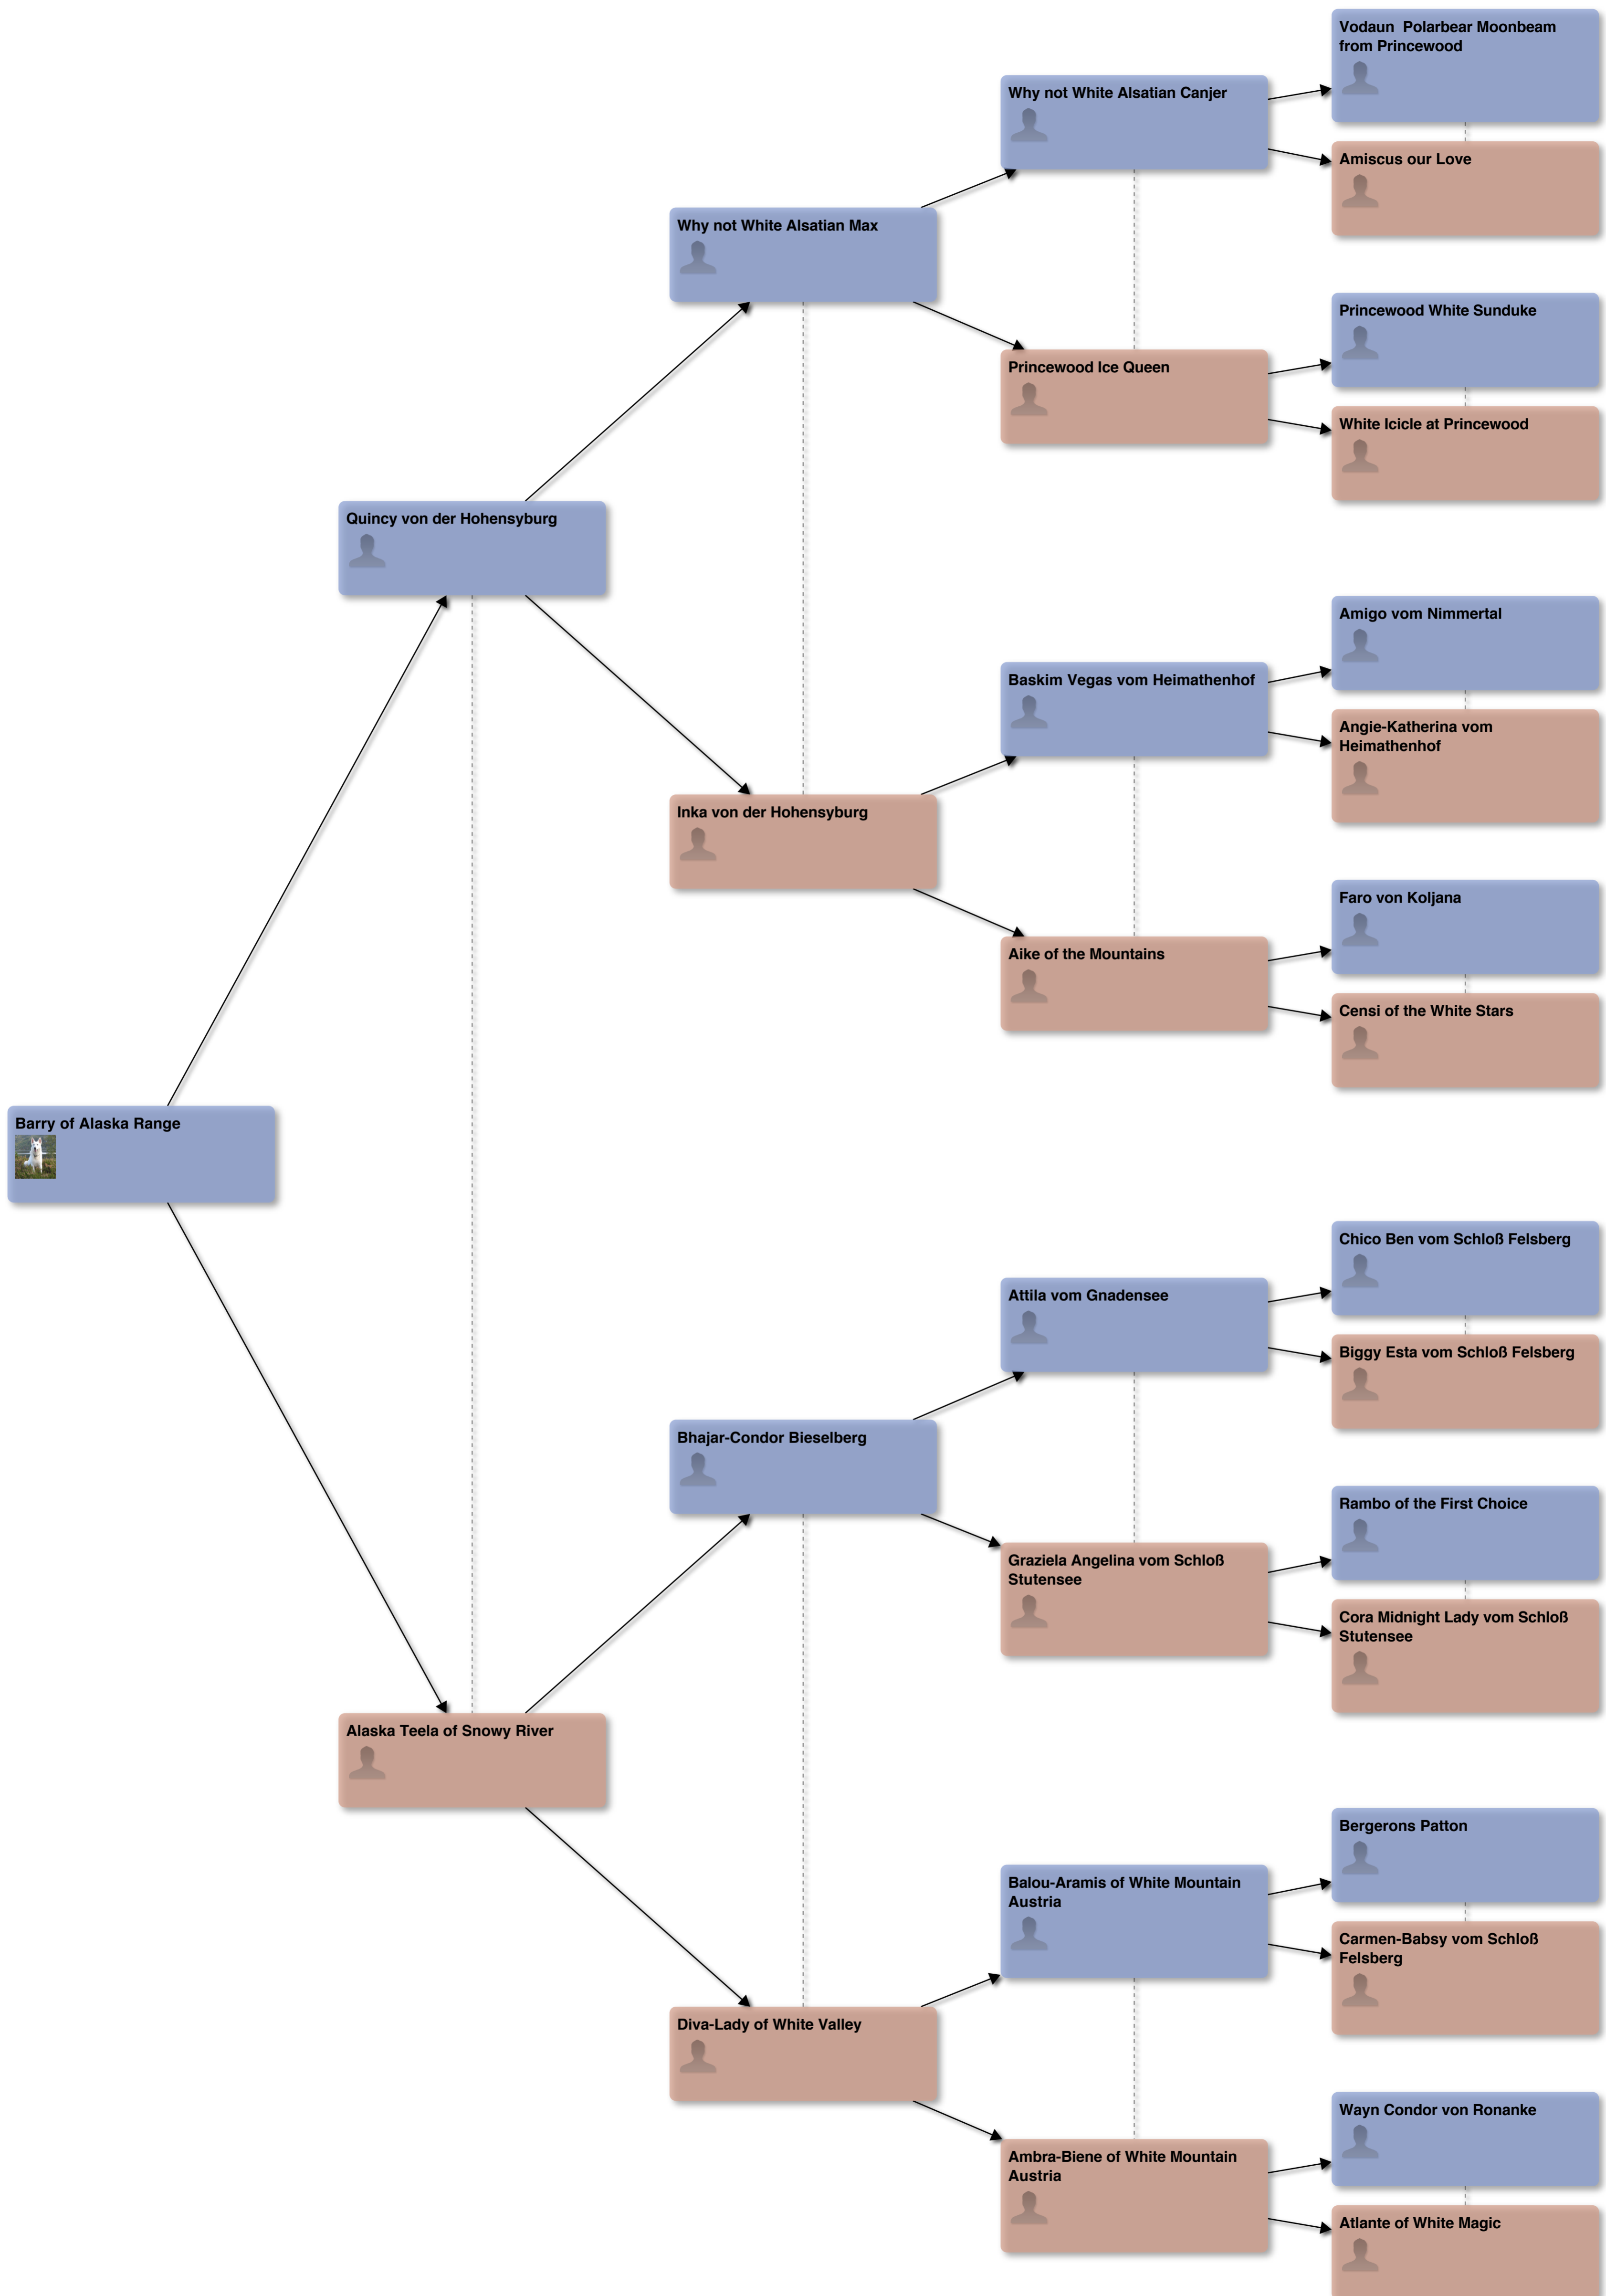 Vodaun  Polarbear Moonbeam
from Princewood
Why not White Alsatian Canjer
Amiscus our Love
Why not White Alsatian Max
Princewood White Sunduke
Princewood Ice Queen
White Icicle at Princewood
Quincy von der Hohensyburg
Amigo vom Nimmertal
Baskim Vegas vom Heimathenhof
Angie-Katherina vom
Heimathenhof
Inka von der Hohensyburg
Faro von Koljana
Aike of the Mountains
Censi of the White Stars
Barry of Alaska Range
Chico Ben vom Schloß Felsberg
Attila vom Gnadensee
Biggy Esta vom Schloß Felsberg
Bhajar-Condor Bieselberg
Rambo of the First Choice
Graziela Angelina vom Schloß
Stutensee
Cora Midnight Lady vom Schloß
Stutensee
Alaska Teela of Snowy River
Bergerons Patton
Balou-Aramis of White Mountain
Austria
Carmen-Babsy vom Schloß
Felsberg
Diva-Lady of White Valley
Wayn Condor von Ronanke
Ambra-Biene of White Mountain
Austria
Atlante of White Magic